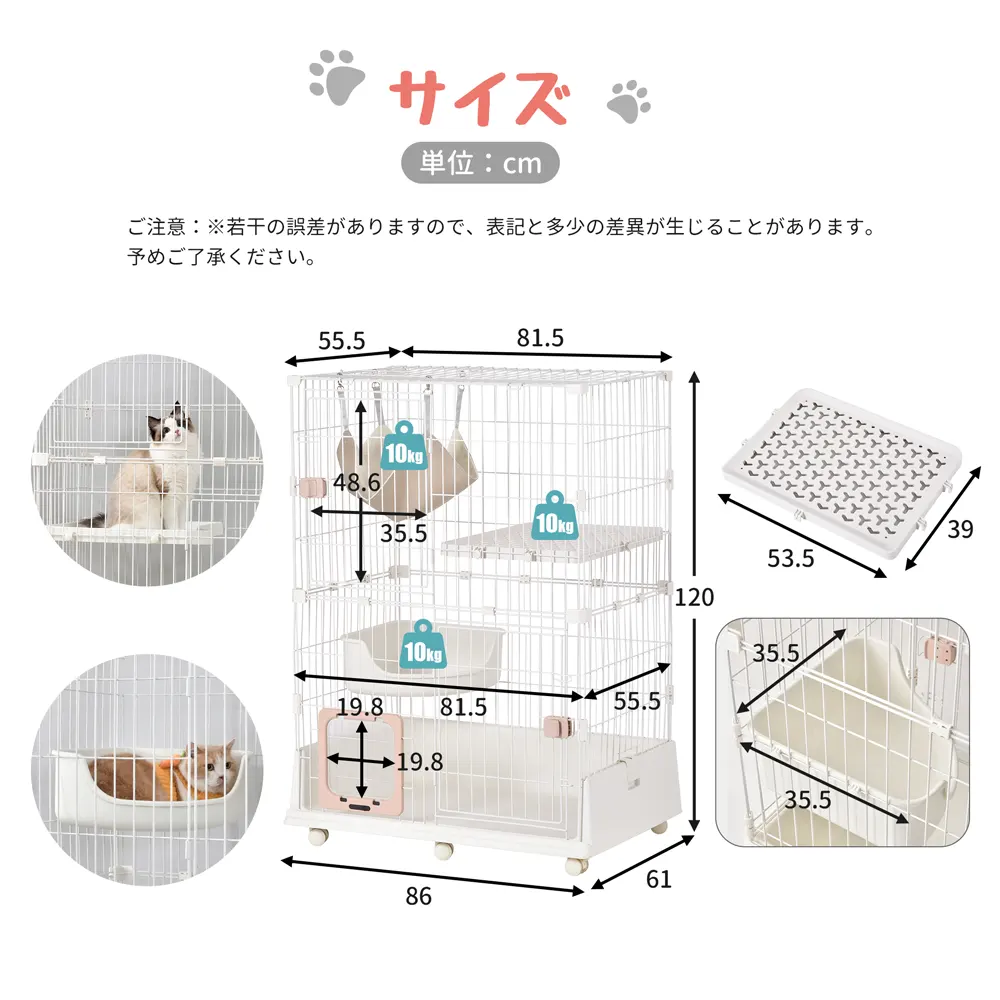 サイズ
単位：cm
ご注意：※若干の誤差がありますので、表記と多少の差異が生じることがあります。
予めご了承ください。
55.5
81.5
10kg
48.6
35.5
10kg
53.5
39
120
10kg
35.5
55.5
19.8
81.5
19.8
35.5
86
61